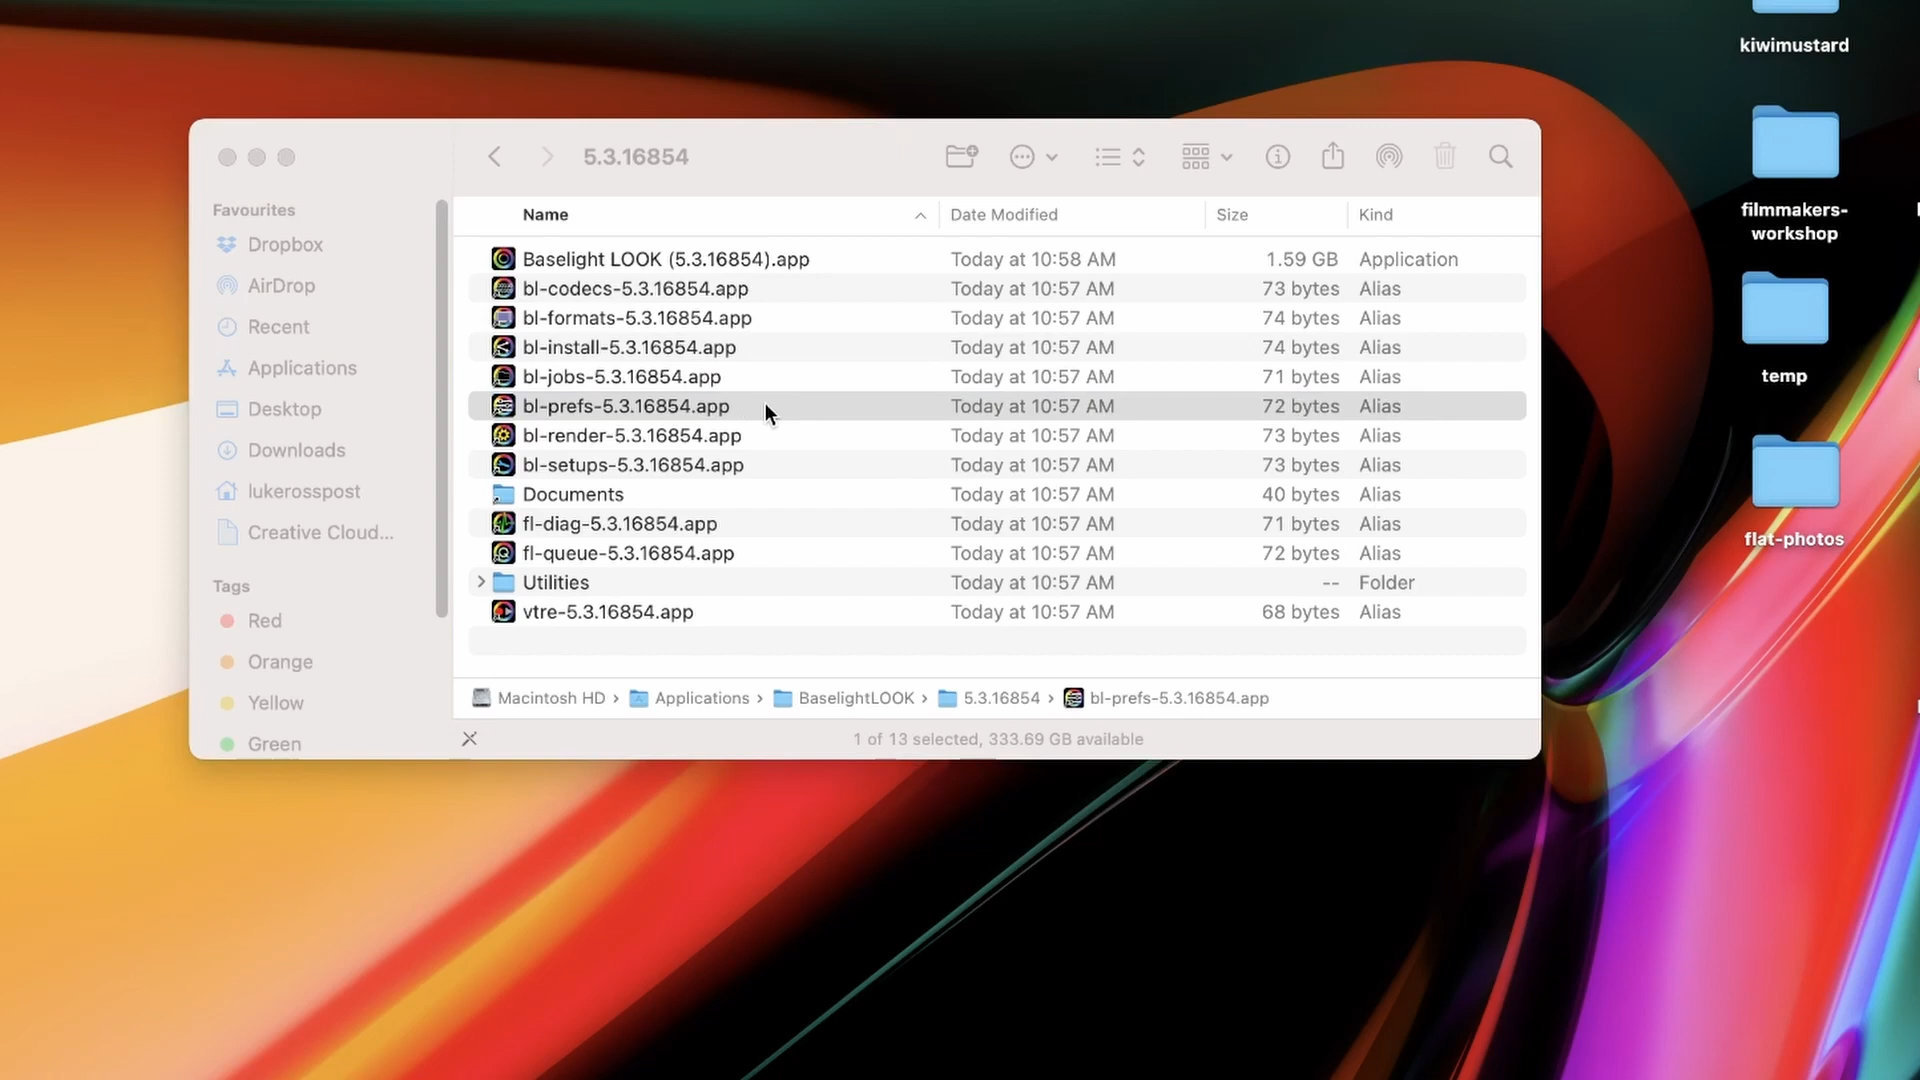 kiwimustard
filmmakers-
workshop
temp
flat-photos
5.3.16854
Favourites
Dropbox
AirDrop
Recent
Applications
Desktop
Downloads
lukerosspost
Creative Cloud...
Tags
Red
Orange
Yellow
Green
Name Date Modified Size Kind
Baselight LOOK (5.3.16854).app Today at 10:58 AM 1.59 GB Application
bl-codecs-5.3.16854.app Today at 10:57 AM 73 bytes Alias
bl-formats-5.3.16854.app Today at 10:57 AM 74 bytes Alias
bl-install-5.3.16854.app Today at 10:57 AM 74 bytes Alias
bl-jobs-5.3.16854.app Today at 10:57 AM 71 bytes Alias
bl-prefs-5.3.16854.app Today at 10:57 AM 72 bytes Alias
bl-render-5.3.16854.app Today at 10:57 AM 73 bytes Alias
bl-setups-5.3.16854.app Today at 10:57 AM 73 bytes Alias
Documents Today at 10:57 AM 40 bytes Alias
fl-diag-5.3.16854.app Today at 10:57 AM 71 bytes Alias
fl-queue-5.3.16854.app Today at 10:57 AM 72 bytes Alias
Utilities Today at 10:57 AM -- Folder
vtre-5.3.16854.app Today at 10:57 AM 68 bytes Alias
Macintosh HD › Applications › BaselightLOOK › 5.3.16854 › bl-prefs-5.3.16854.app
1 of 13 selected, 333.69 GB available